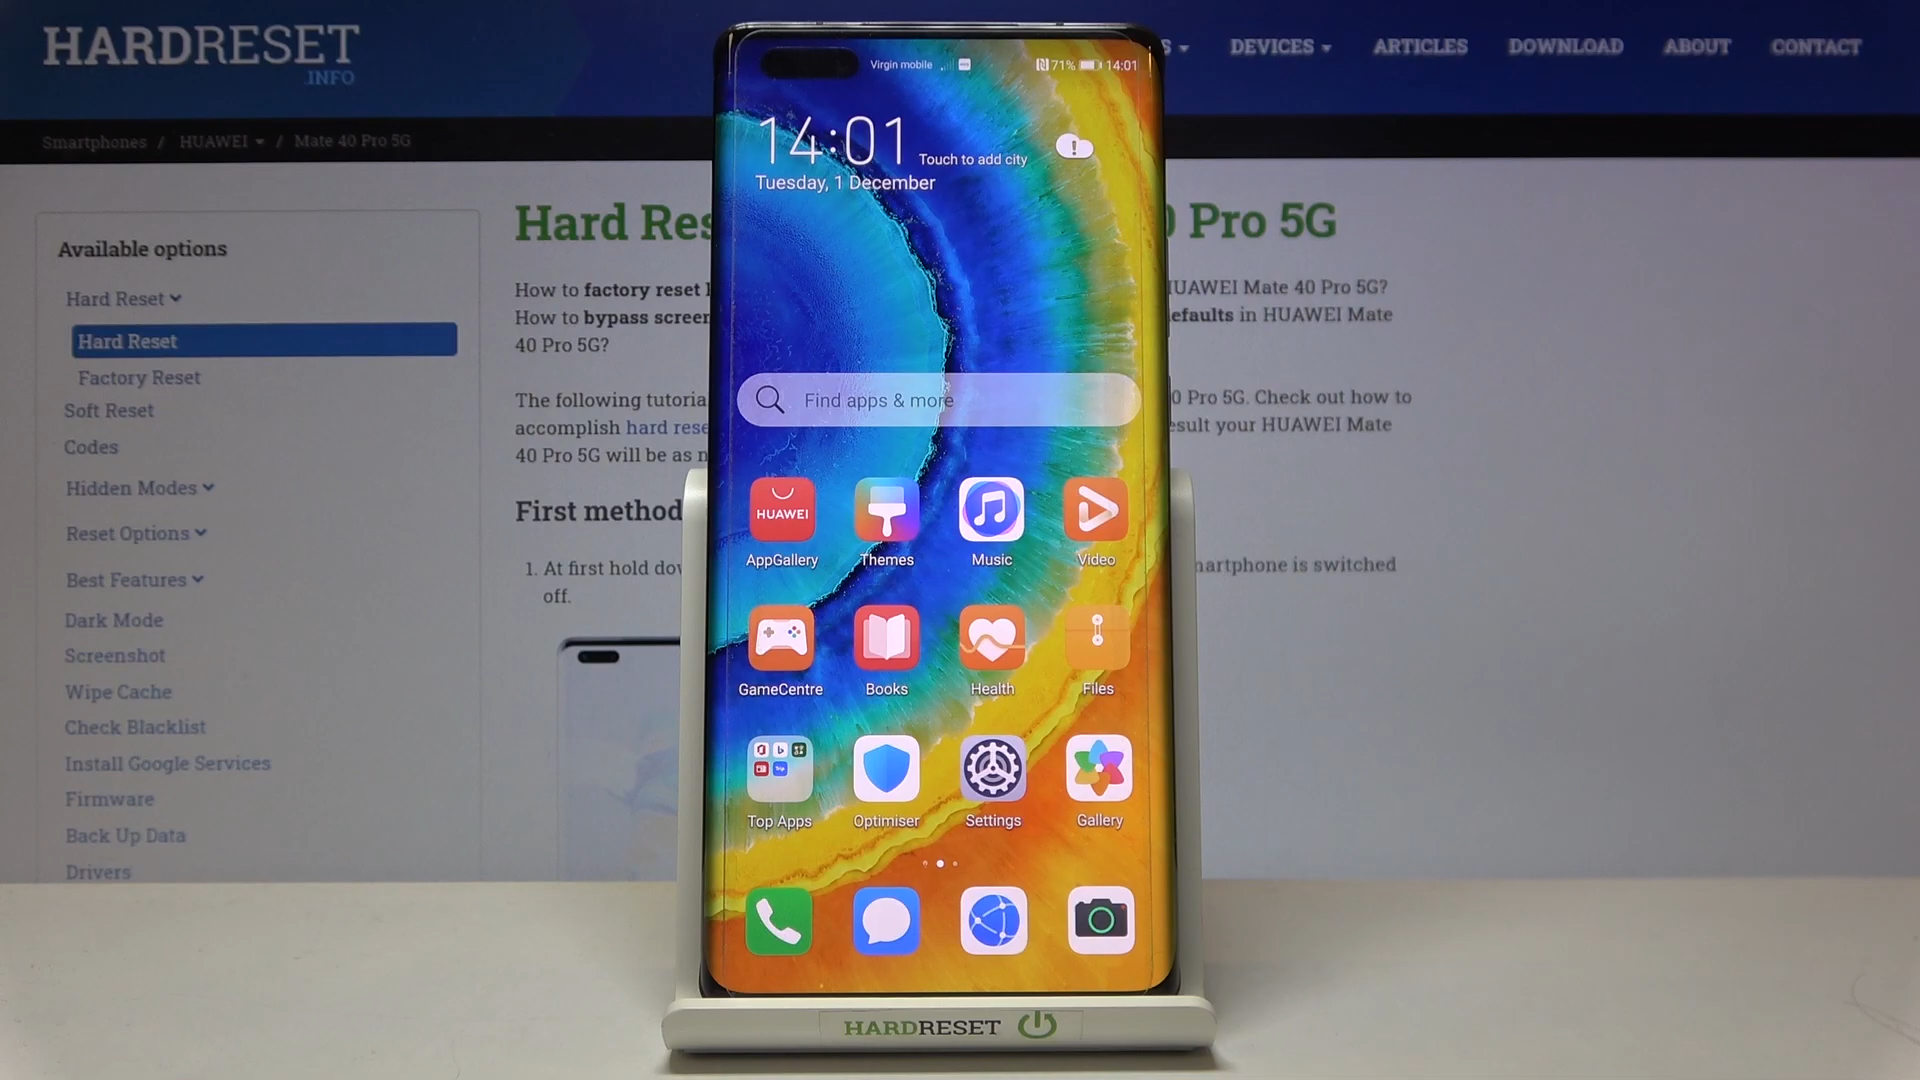 HARDRESET
.INFO
S
DEVICES
ARTICLES
DOWNLOAD
ABOUT
CONTACT
Smartphones / HUAWEI / Mate 40 Pro 5G
Available options
Hard Reset
Hard Reset
Factory Reset
Soft Reset
Codes
Hidden Modes
Reset Options
Best Features
Dark Mode
Screenshot
Wipe Cache
Check Blacklist
Install Google Services
Firmware
Back Up Data
Drivers
Hard Res
Pro 5G
How to factory reset
UAWEI Mate 40 Pro 5G?
How to bypass screen
efaults in HUAWEI Mate
40 Pro 5G?
The following tutoria
0 Pro 5G. Check out how to
accomplish hard rese
esult your HUAWEI Mate
40 Pro 5G will be as n
First method
1. At first hold dow
martphone is switched
off.
Virgin mobile
71%
14:01
14:01
Touch to add city
Tuesday, 1 December
Find apps & more
HUAWEI
AppGallery
Themes
Music
Video
GameCentre
Books
Health
Files
Top Apps
Optimiser
Settings
Gallery
HARDRESET